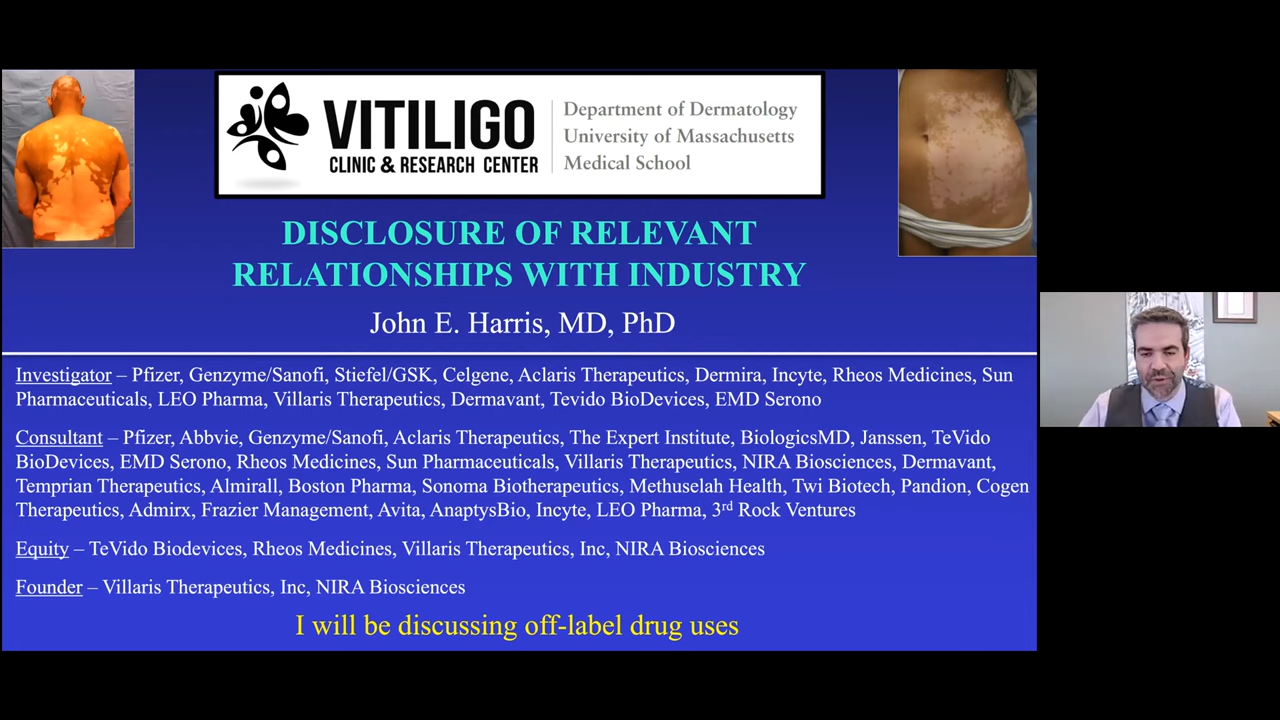 VITILIGO
CLINIC & RESEARCH CENTER
Department of Dermatology
University of Massachusetts
Medical School
DISCLOSURE OF RELEVANT
RELATIONSHIPS WITH INDUSTRY
John E. Harris, MD, PhD
Investigator – Pfizer, Genzyme/Sanofi, Stiefel/GSK, Celgene, Aclaris Therapeutics, Dermira, Incyte, Rheos Medicines, Sun
Pharmaceuticals, LEO Pharma, Villaris Therapeutics, Dermavant, Tevido BioDevices, EMD Serono
Consultant – Pfizer, Abbvie, Genzyme/Sanofi, Aclaris Therapeutics, The Expert Institute, BiologicsMD, Janssen, TeVido
BioDevices, EMD Serono, Rheos Medicines, Sun Pharmaceuticals, Villaris Therapeutics, NIRA Biosciences, Dermavant,
Temprian Therapeutics, Almirall, Boston Pharma, Sonoma Biotherapeutics, Methuselah Health, Twi Biotech, Pandion, Cogen
Therapeutics, Admirx, Frazier Management, Avita, AnaptysBio, Incyte, LEO Pharma, 3rd Rock Ventures
Equity – TeVido Biodevices, Rheos Medicines, Villaris Therapeutics, Inc, NIRA Biosciences
Founder – Villaris Therapeutics, Inc, NIRA Biosciences
I will be discussing off-label drug uses